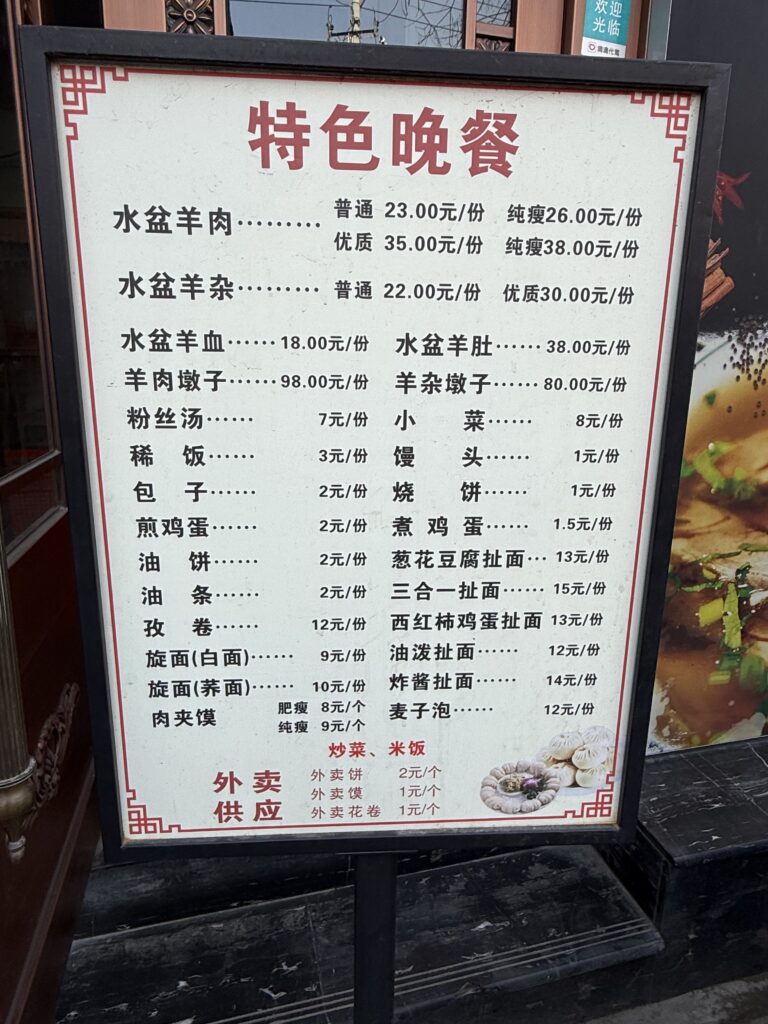 欢迎
光临
滴滴代驾
特色晚餐
水盆羊肉……… 普通 23.00元/份 纯瘦26.00元/份
优质 35.00元/份 纯瘦38.00元/份
水盆羊杂……… 普通 22.00元/份 优质30.00元/份
水盆羊血……18.00元/份 水盆羊肚……38.00元/份
羊肉墩子……98.00元/份 羊杂墩子……80.00元/份
粉丝汤…… 7元/份 小菜…… 8元/份
稀饭…… 3元/份 馒头…… 1元/份
包子…… 2元/份 烧饼…… 1元/份
煎鸡蛋…… 2元/份 煮鸡蛋…… 1.5元/份
油饼…… 2元/份 葱花豆腐扯面… 13元/份
油条…… 2元/份 三合一扯面…… 15元/份
孜卷…… 12元/份 西红柿鸡蛋扯面 13元/份
旋面(白面)…… 9元/份 油泼扯面…… 12元/份
旋面(荞面)…… 10元/份 炸酱扯面…… 14元/份
肉夹馍 肥瘦 8元/个 麦子泡…… 12元/份
纯瘦 9元/个
炒菜、米饭
外卖供应
外卖饼 2元/个
外卖馍 1元/个
外卖花卷 1元/个